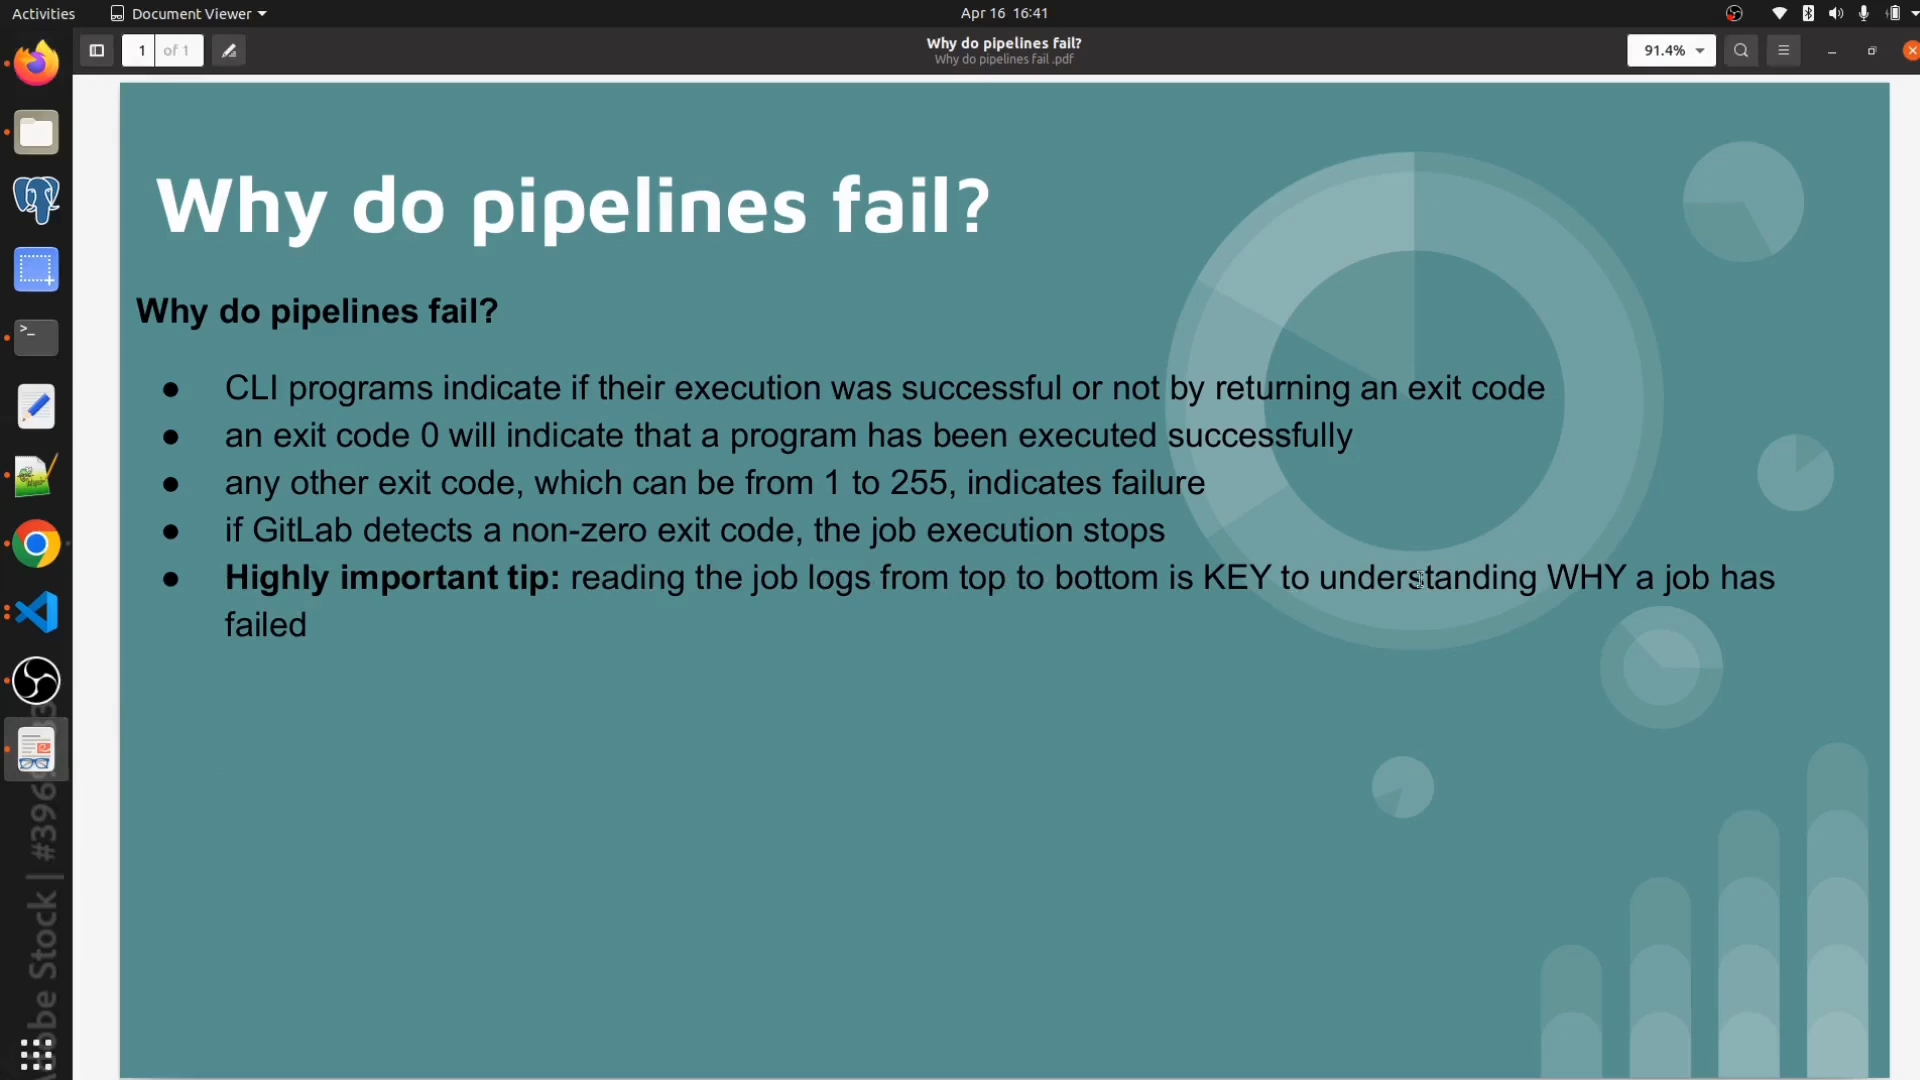 Activities Document Viewer Apr 16 16:41
1 of 1 Why do pipelines fail? 91.4%
Why do pipelines fail .pdf
Why do pipelines fail?
Why do pipelines fail?
● CLI programs indicate if their execution was successful or not by returning an exit code
● an exit code 0 will indicate that a program has been executed successfully
● any other exit code, which can be from 1 to 255, indicates failure
● if GitLab detects a non-zero exit code, the job execution stops
● Highly important tip: reading the job logs from top to bottom is KEY to understanding WHY a job has
failed